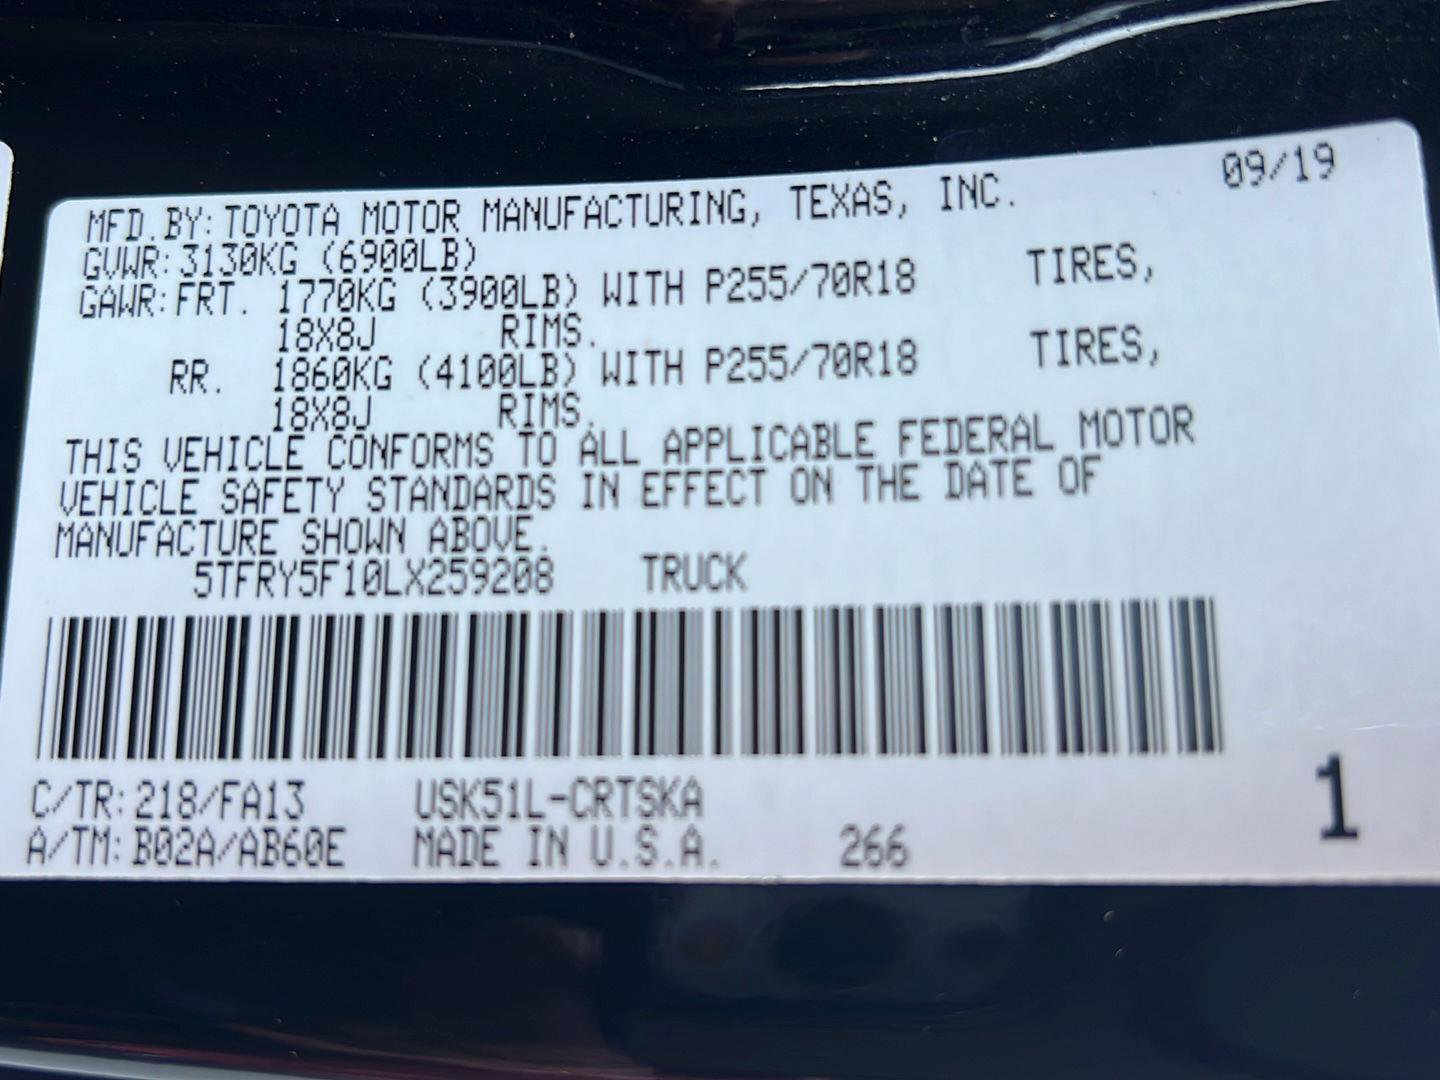 09/19
MFD.BY:TOYOTA MOTOR MANUFACTURING, TEXAS, INC.
GVWR:3130KG (6900LB)
GAWR:FRT. 1770KG (3900LB) WITH P255/70R18 TIRES,
18X8J RIMS.
RR. 1860KG (4100LB) WITH P255/70R18 TIRES,
18X8J RIMS.
THIS VEHICLE CONFORMS TO ALL APPLICABLE FEDERAL MOTOR
VEHICLE SAFETY STANDARDS IN EFFECT ON THE DATE OF
MANUFACTURE SHOWN ABOVE.
5TFRY5F10LX259208 TRUCK
C/TR:218/FA13 USK51L-CRTSKA
A/TM:B02A/AB60E MADE IN U.S.A. 266
1